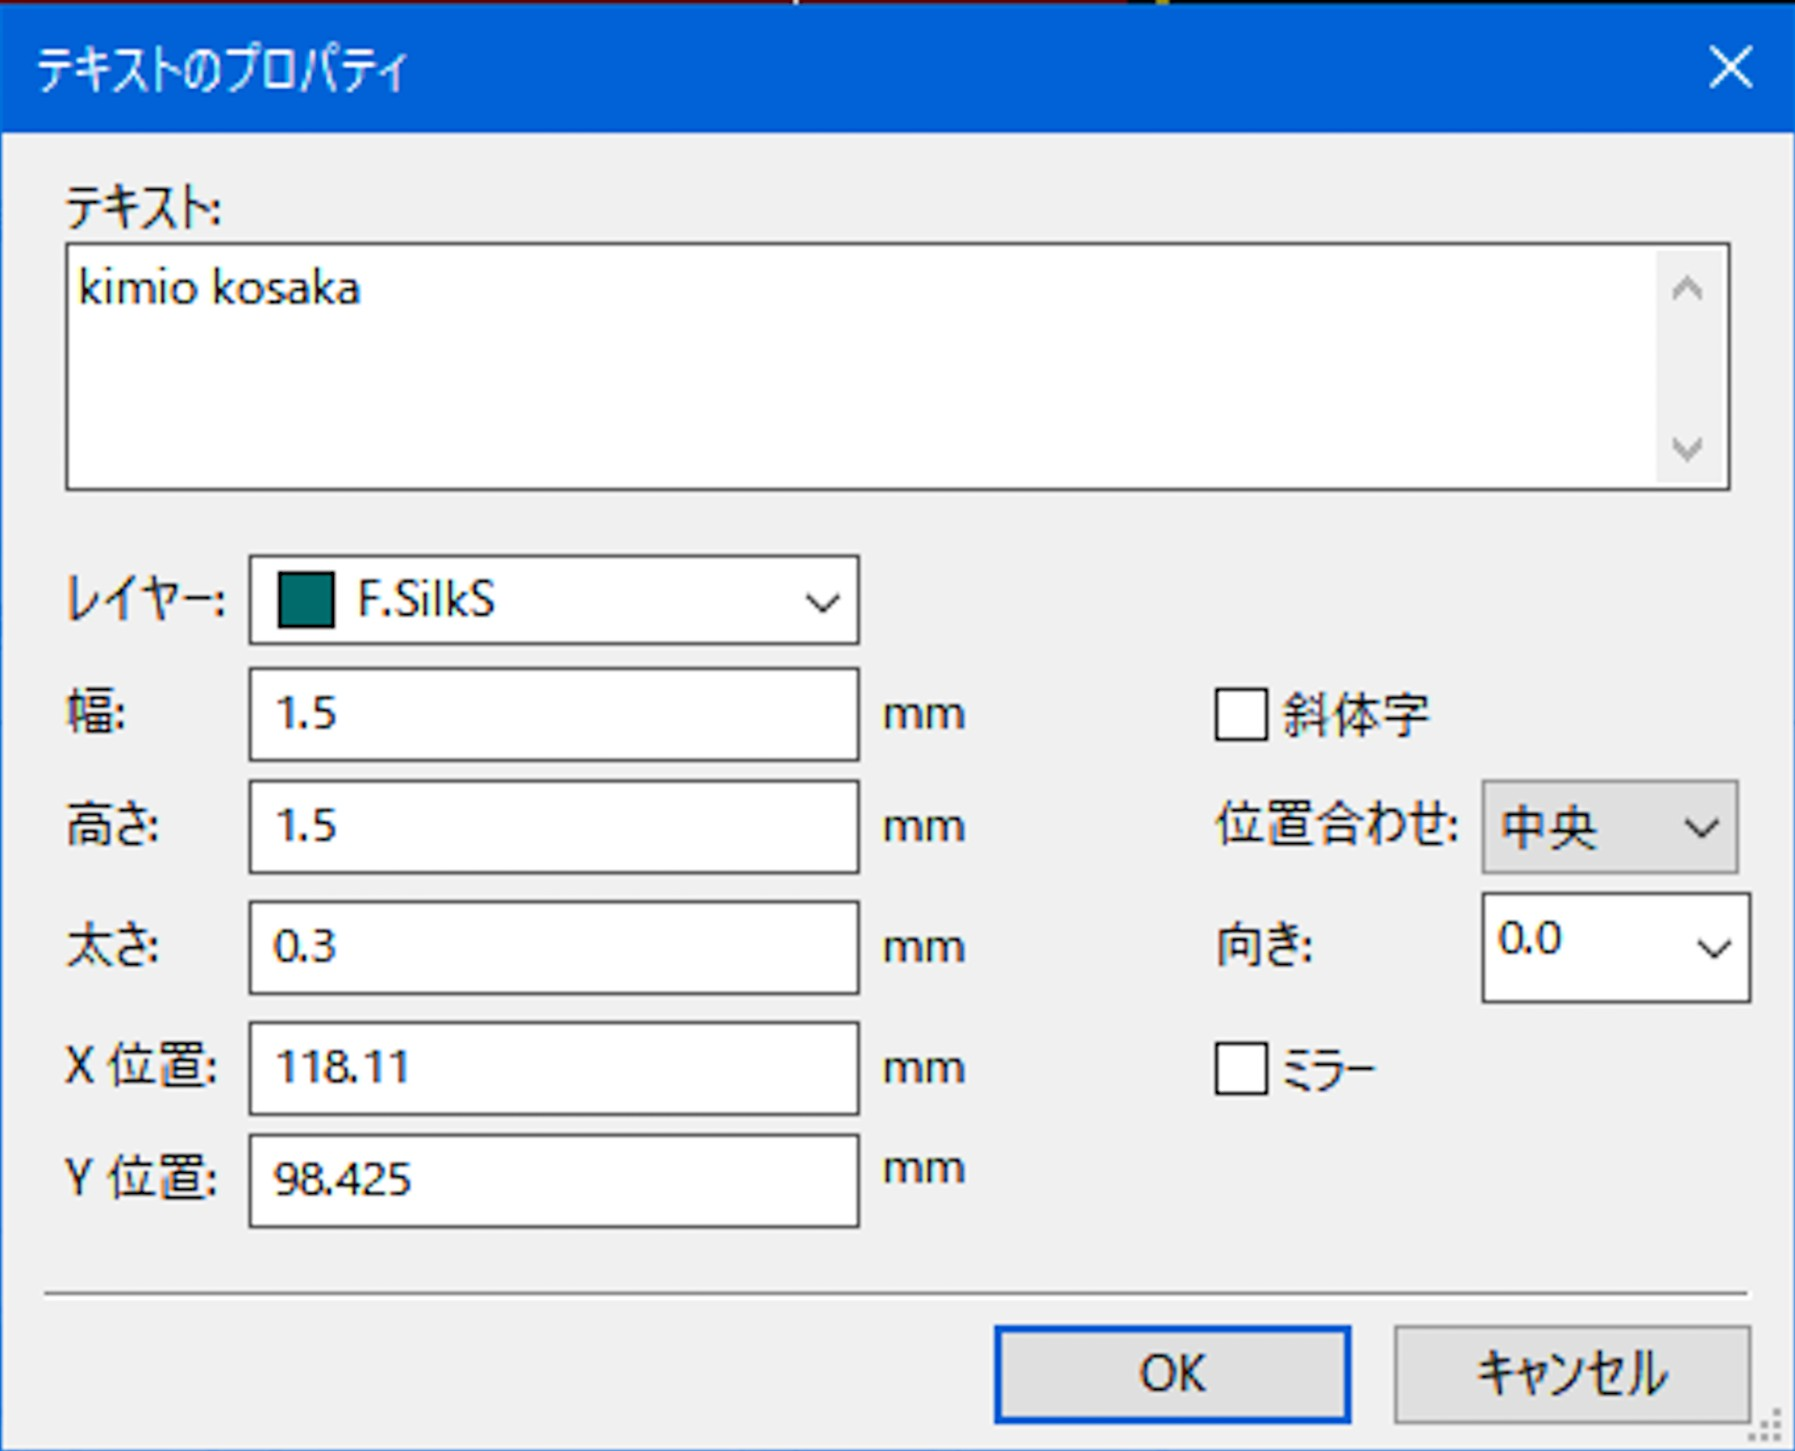 テキストのプロパティ
テキスト:
kimio kosaka
レイヤー: F.SilkS
幅: 1.5 mm
斜体字
高さ: 1.5 mm
位置合わせ: 中央
太さ: 0.3 mm
向き: 0.0
X 位置: 118.11 mm
ミラー
Y 位置: 98.425 mm
OK
キャンセル